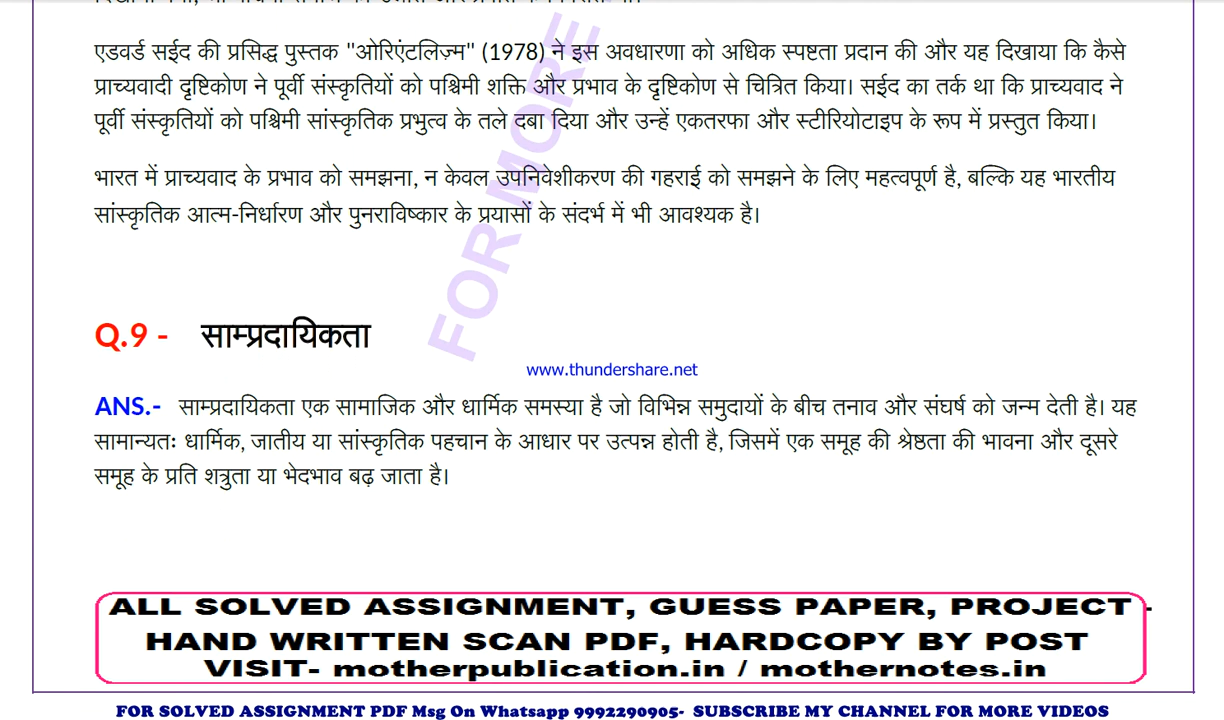 एडवर्ड सईद की प्रसिद्ध पुस्तक "ओरिएंटलिज़्म" (1978) ने इस अवधारणा को अधिक स्पष्टता प्रदान की और यह दिखाया कि कैसे
प्राच्यवादी दृष्टिकोण ने पूर्वी संस्कृतियों को पश्चिमी शक्ति और प्रभाव के दृष्टिकोण से चित्रित किया। सईद का तर्क था कि प्राच्यवाद ने
पूर्वी संस्कृतियों को पश्चिमी सांस्कृतिक प्रभुत्व के तले दबा दिया और उन्हें एकतरफा और स्टीरियोटाइप के रूप में प्रस्तुत किया।
भारत में प्राच्यवाद के प्रभाव को समझना, न केवल उपनिवेशीकरण की गहराई को समझने के लिए महत्वपूर्ण है, बल्कि यह भारतीय
सांस्कृतिक आत्म-निर्धारण और पुनराविष्कार के प्रयासों के संदर्भ में भी आवश्यक है।
FOR MORE
Q.9 - साम्प्रदायिकता
www.thundershare.net
ANS.- साम्प्रदायिकता एक सामाजिक और धार्मिक समस्या है जो विभिन्न समुदायों के बीच तनाव और संघर्ष को जन्म देती है। यह
सामान्यतः धार्मिक, जातीय या सांस्कृतिक पहचान के आधार पर उत्पन्न होती है, जिसमें एक समूह की श्रेष्ठता की भावना और दूसरे
समूह के प्रति शत्रुता या भेदभाव बढ़ जाता है।
ALL SOLVED ASSIGNMENT, GUESS PAPER, PROJECT -
HAND WRITTEN SCAN PDF, HARDCOPY BY POST
VISIT- motherpublication.in / mothernotes.in
FOR SOLVED ASSIGNMENT PDF Msg On Whatsapp 9992290905- SUBSCRIBE MY CHANNEL FOR MORE VIDEOS